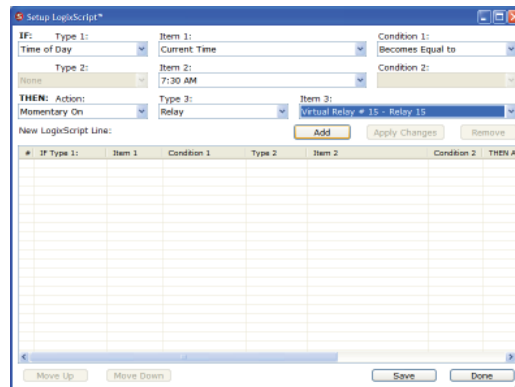 Setup LogixScript™
IF: Type 1: Item 1: Condition 1:
Time of Day Current Time Becomes Equal to
Type 2: Item 2: Condition 2:
None 7:30 AM
THEN: Action: Type 3: Item 3:
Momentary On Relay Virtual Relay # 15 - Relay 15
New LogixScript Line: Add Apply Changes Remove
# IF Type 1: Item 1 Condition 1 Type 2 Item 2 Condition 2 THEN A
Move Up Move Down Save Done